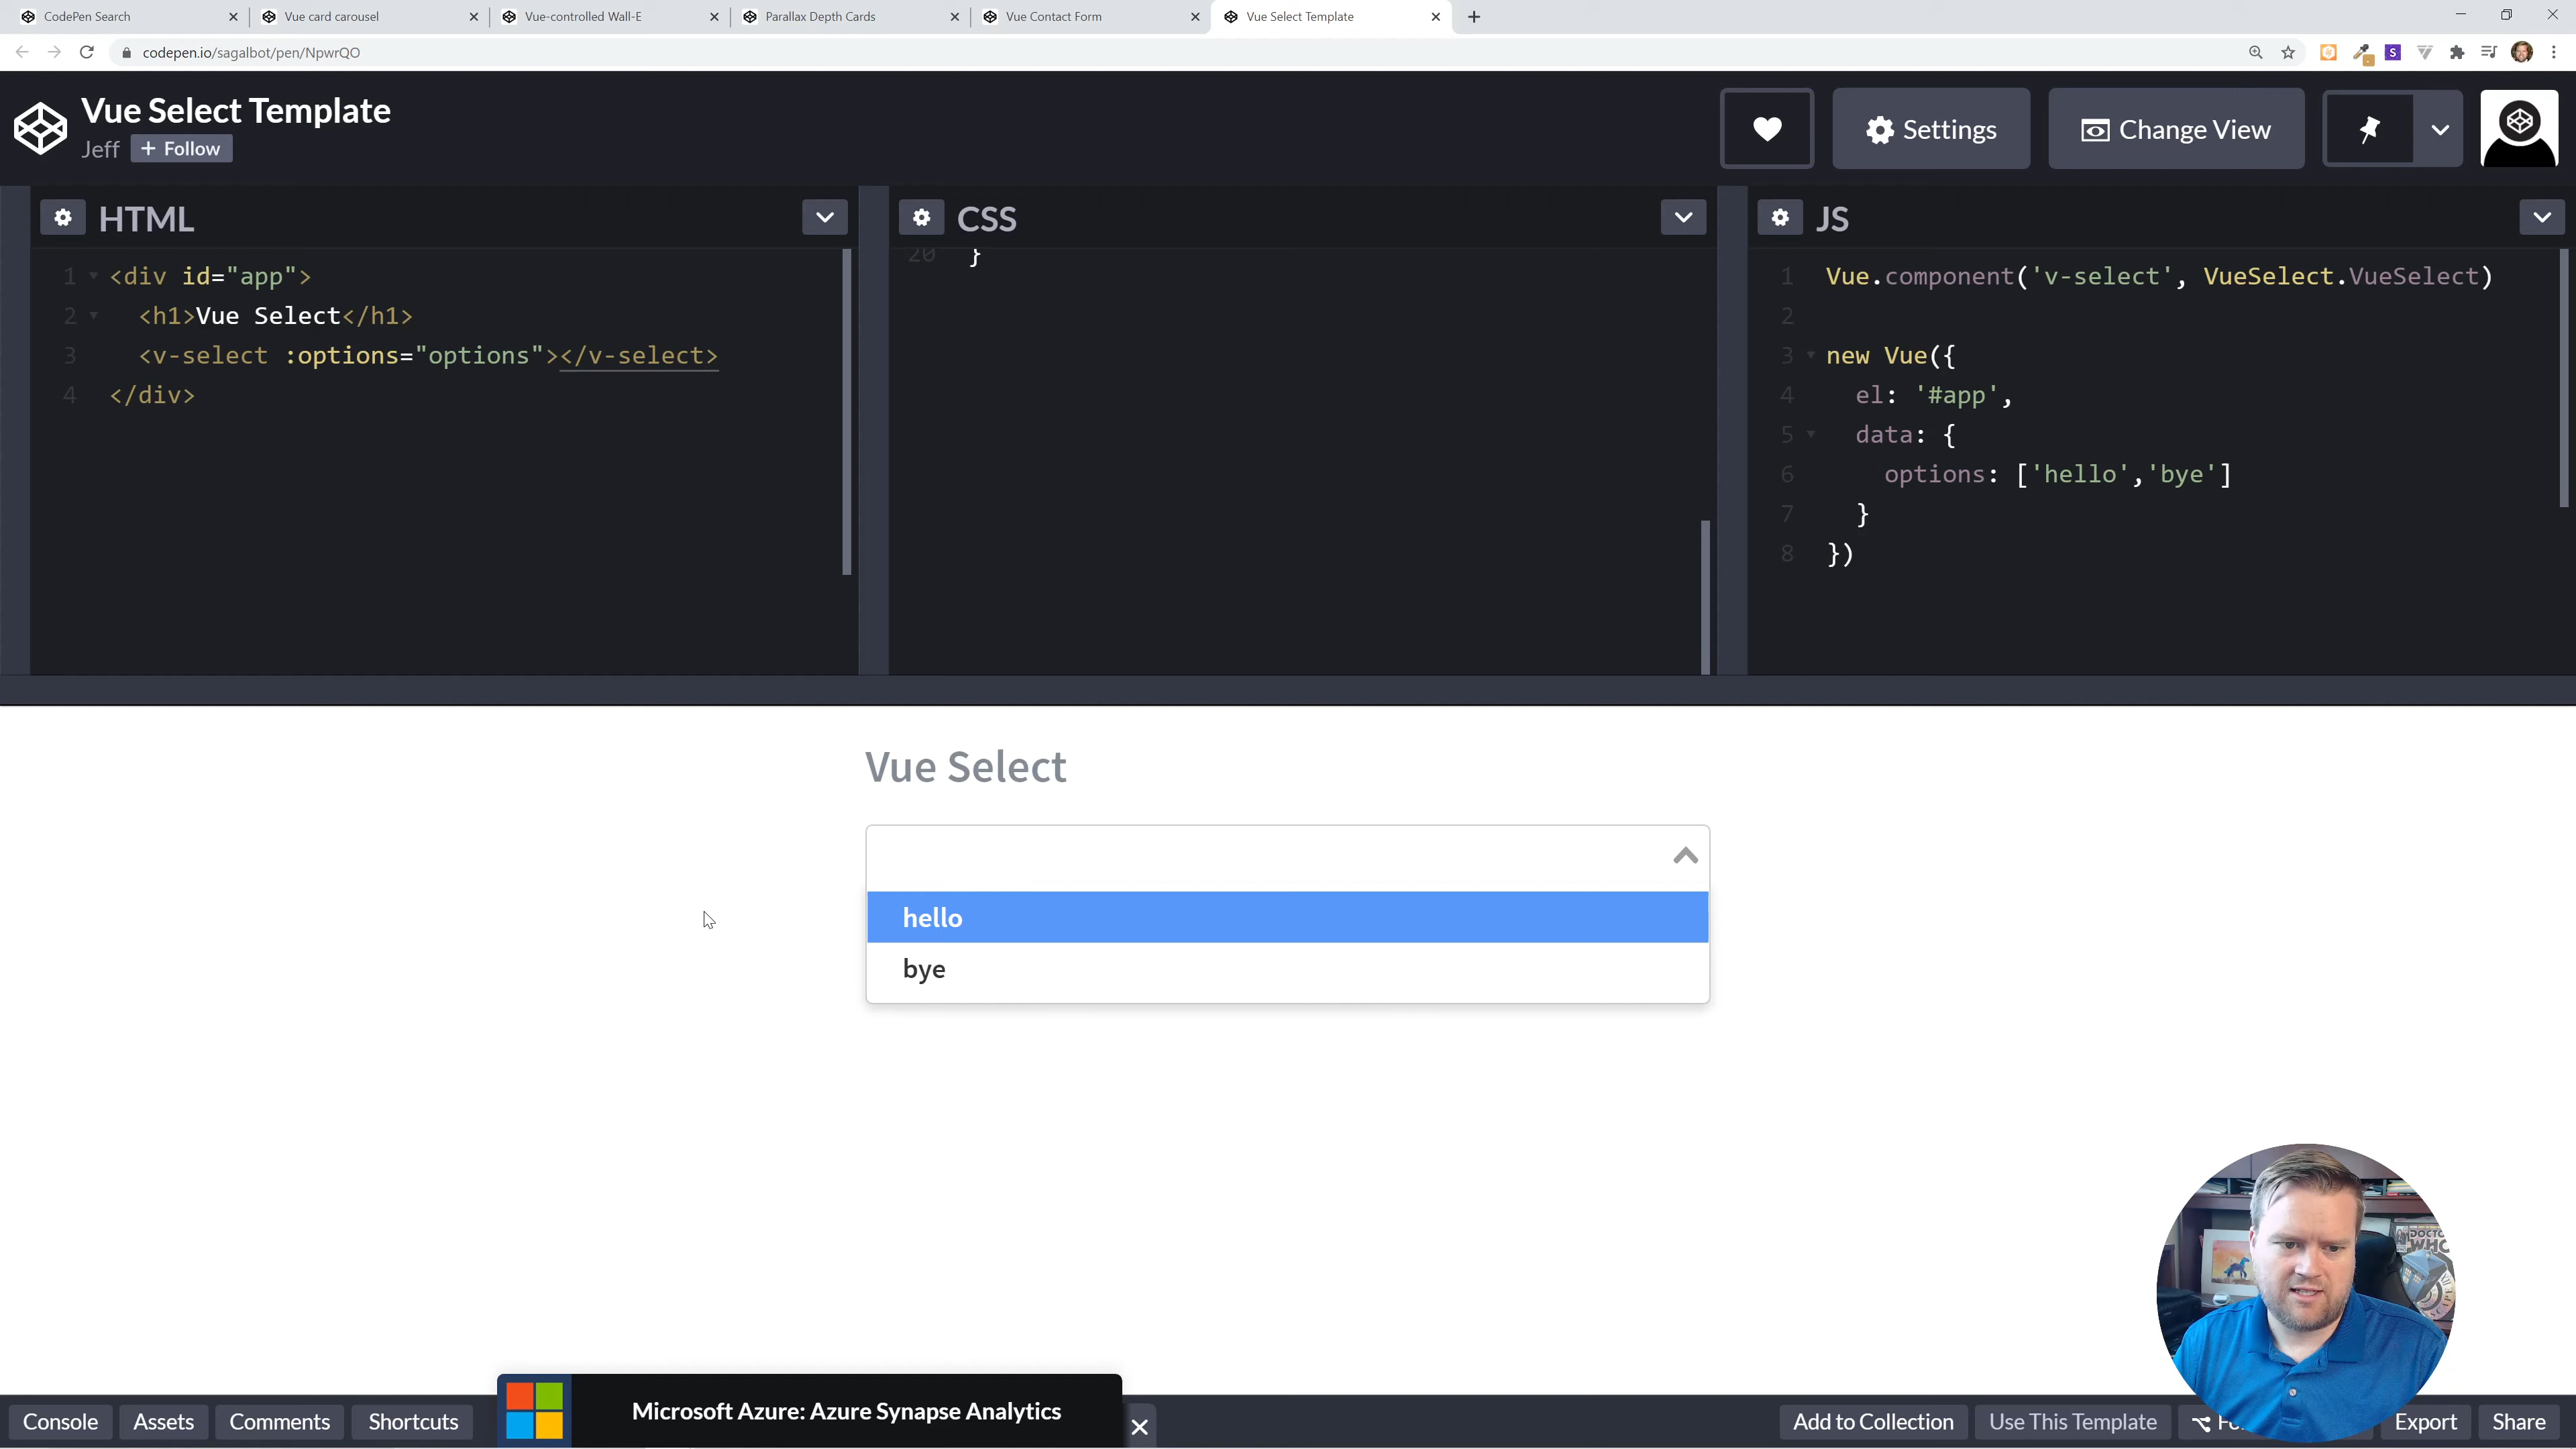 CodePen Search
Vue card carousel
Vue-controlled Wall-E
Parallax Depth Cards
Vue Contact Form
Vue Select Template
codepen.io/sagalbot/pen/NpwrQO
S
Vue Select Template
Jeff
+ Follow
Settings
Change View
HTML
1 <div id="app">
2 <h1>Vue Select</h1>
3 <v-select :options="options"></v-select>
4 </div>
CSS
20 }
JS
1 Vue.component('v-select', VueSelect.VueSelect)
2
3 new Vue({
4 el: '#app',
5 data: {
6 options: ['hello','bye']
7 }
8 })
Vue Select
hello
bye
DOCTOR
WHO
Console
Assets
Comments
Shortcuts
Microsoft Azure: Azure Synapse Analytics
Add to Collection
Use This Template
Export
Share